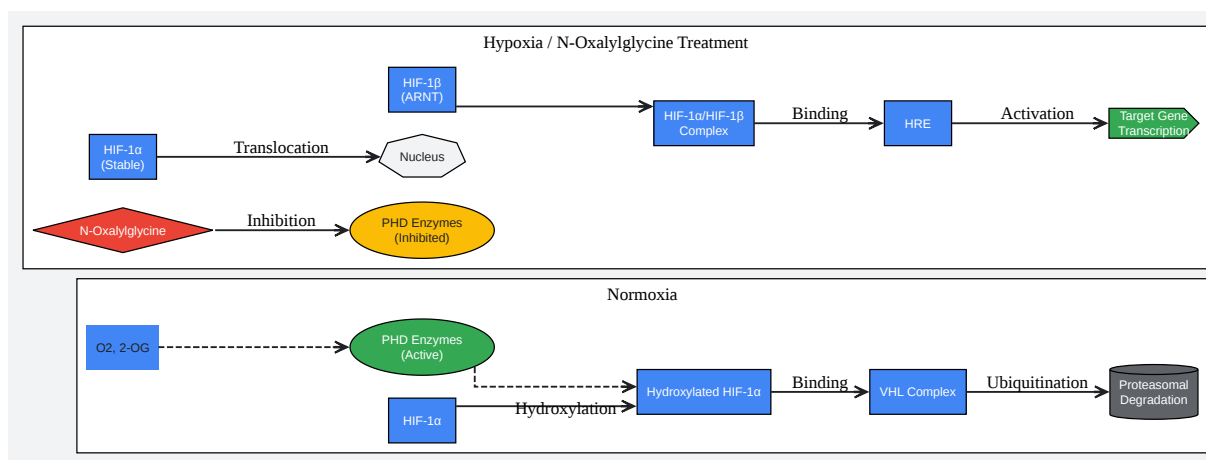 Hypoxia / N-Oxalylglycine Treatment
HIF-1β
(ARNT)
HIF-1α/HIF-1β
Complex
Binding
HRE
Activation
Target Gene
Transcription
HIF-1α
(Stable)
Translocation
Nucleus
N-Oxalylglycine
Inhibition
PHD Enzymes
(Inhibited)
Normoxia
O2, 2-OG
PHD Enzymes
(Active)
HIF-1α
Hydroxylation
Hydroxylated HIF-1α
Binding
VHL Complex
Ubiquitination
Proteasomal
Degradation